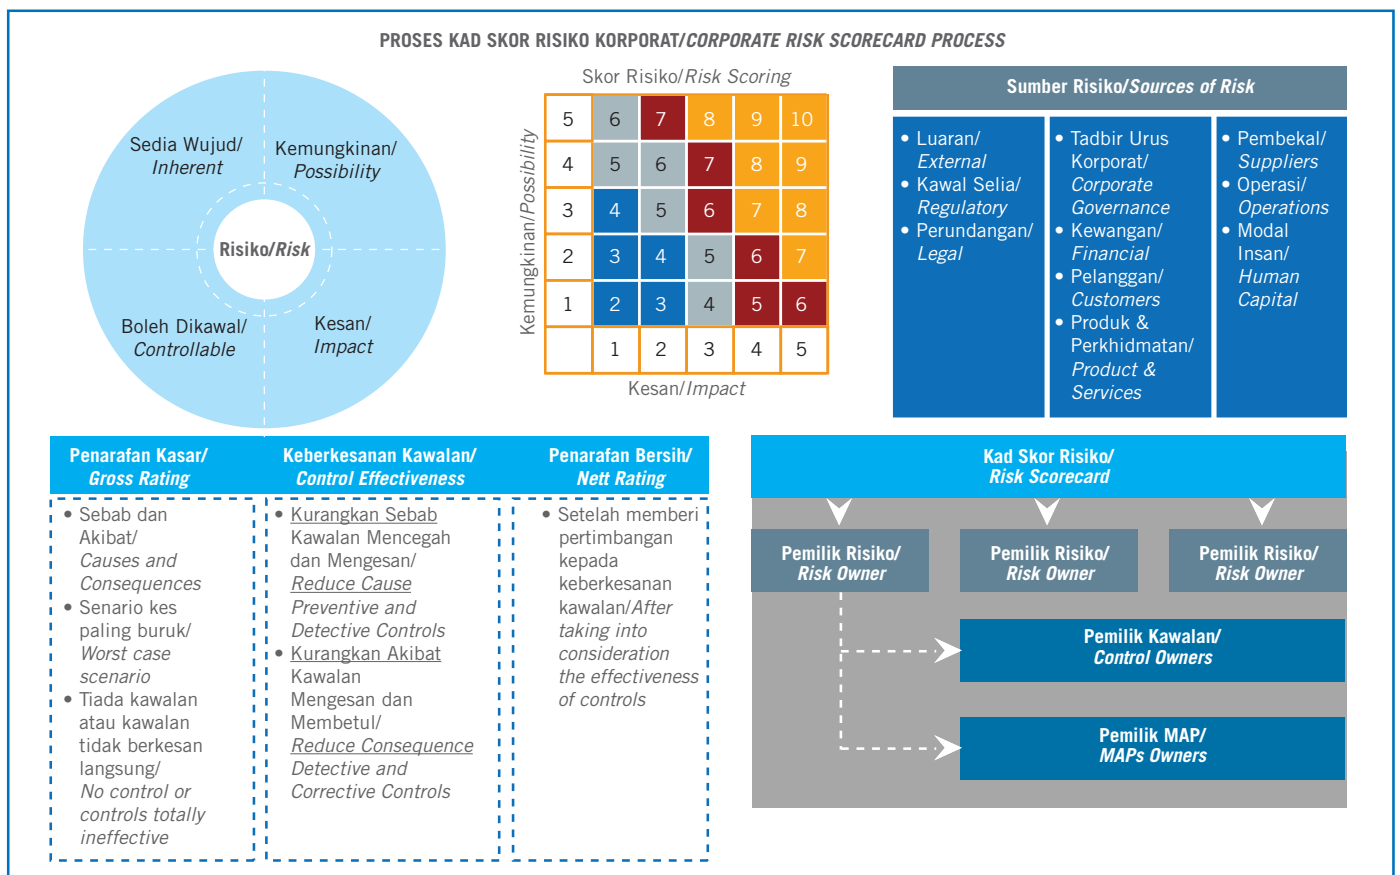 PROSES KAD SKOR RISIKO KORPORAT/CORPORATE RISK SCORECARD PROCESS
Sedia Wujud/
Inherent
Kemungkinan/
Possibility
Risiko/Risk
Boleh Dikawal/
Controllable
Kesan/
Impact
Skor Risiko/Risk Scoring
Kemungkinan/Possibility
5 6 7 8 9 10
4 5 6 7 8 9
3 4 5 6 7 8
2 3 4 5 6 7
1 2 3 4 5 6
1 2 3 4 5
Kesan/Impact
Sumber Risiko/Sources of Risk
• Luaran/
External
• Kawal Selia/
Regulatory
• Perundangan/
Legal
• Tadbir Urus
Korporat/
Corporate
Governance
• Kewangan/
Financial
• Pelanggan/
Customers
• Produk &
Perkhidmatan/
Product &
Services
• Pembekal/
Suppliers
• Operasi/
Operations
• Modal
Insan/
Human
Capital
Penarafan Kasar/
Gross Rating
• Sebab dan
Akibat/
Causes and
Consequences
• Senario kes
paling buruk/
Worst case
scenario
• Tiada kawalan
atau kawalan
tidak berkesan
langsung/
No control or
controls totally
ineffective
Keberkesanan Kawalan/
Control Effectiveness
• Kurangkan Sebab
Kawalan Mencegah
dan Mengesan/
Reduce Cause
Preventive and
Detective Controls
• Kurangkan Akibat
Kawalan
Mengesan dan
Membetul/
Reduce Consequence
Detective and
Corrective Controls
Penarafan Bersih/
Nett Rating
• Setelah memberi
pertimbangan
kepada
keberkesanan
kawalan/After
taking into
consideration
the effectiveness
of controls
Kad Skor Risiko/
Risk Scorecard
Pemilik Risiko/
Risk Owner
Pemilik Risiko/
Risk Owner
Pemilik Risiko/
Risk Owner
Pemilik Kawalan/
Control Owners
Pemilik MAP/
MAPs Owners